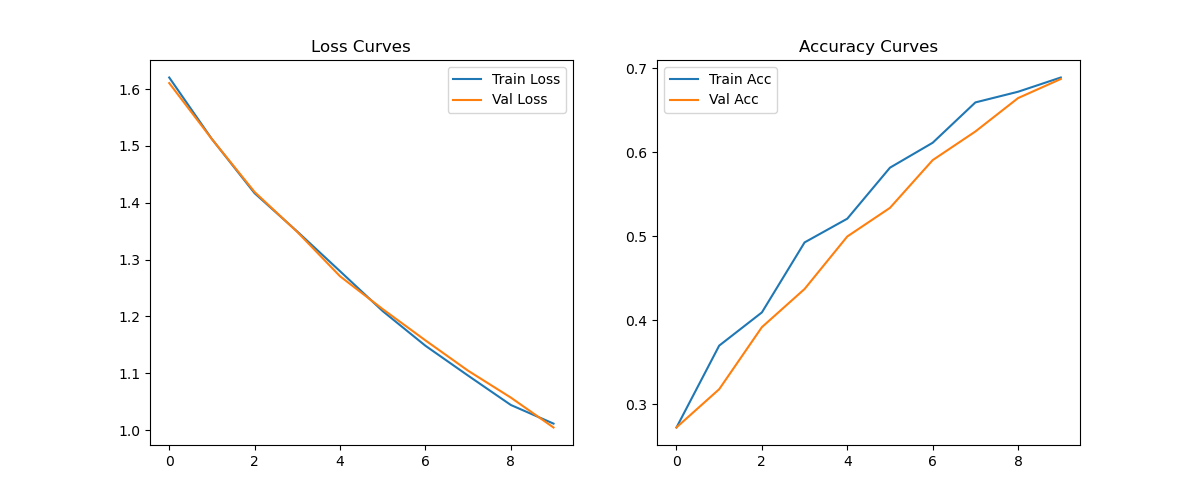 Loss Curves
Train Loss
Val Loss
1.6
1.5
1.4
1.3
1.2
1.1
1.0
0 2 4 6 8
Accuracy Curves
Train Acc
Val Acc
0.7
0.6
0.5
0.4
0.3
0 2 4 6 8